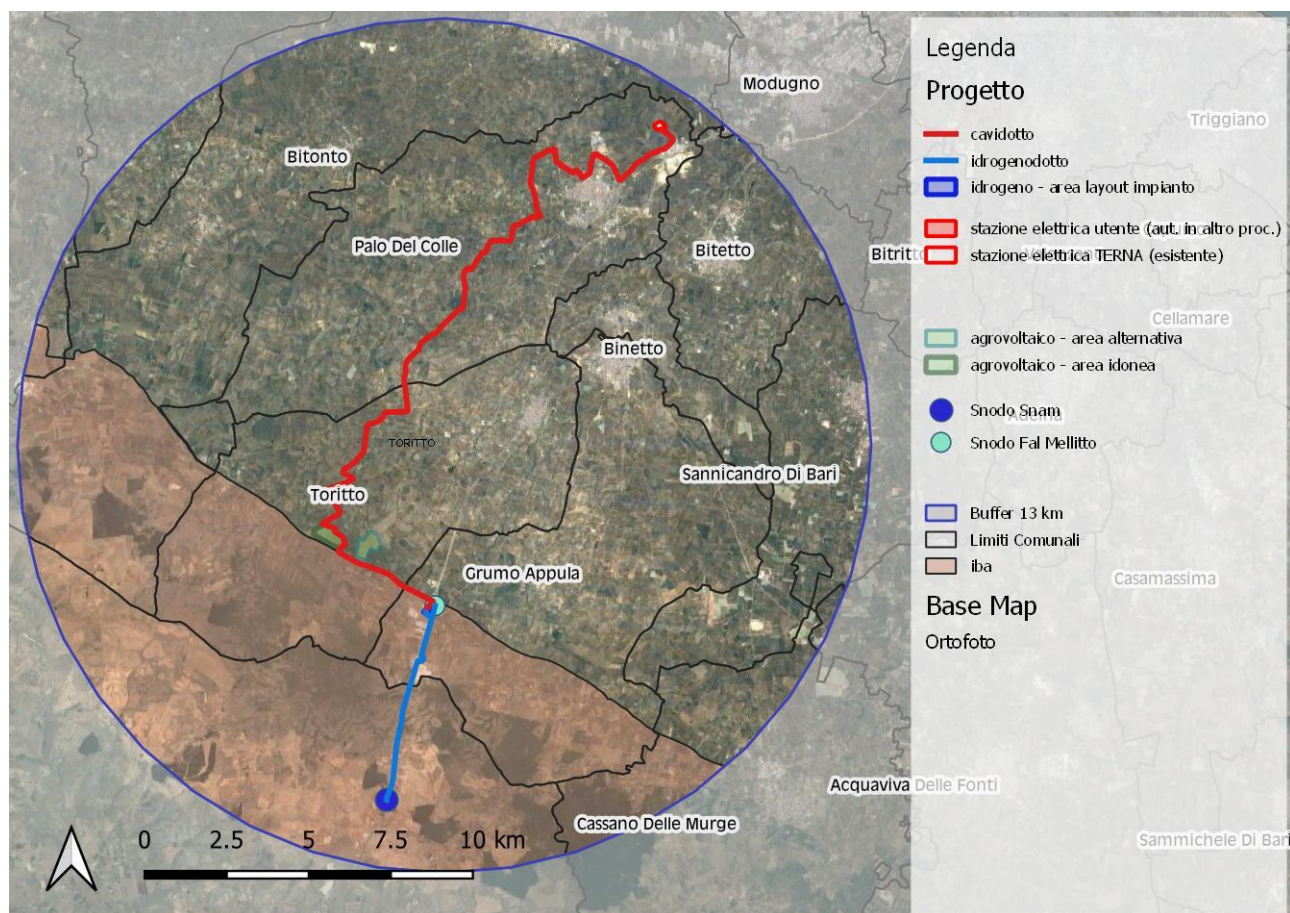 Modugno
Bitonto
Palo Del Colle
Bitetto
Bitritto
Binetto
TORITTO
Toritto
Sannicandro Di Bari
Grumo Appula
Acquaviva Delle Fonti
Cassano Delle Murge
0 2.5 5 7.5 10 km
Legenda
Progetto
cavidotto
idrogenodotto
idrogeno - area layout impianto
stazione elettrica utente (aut. in altro proc.)
stazione elettrica TERNA (esistente)
agrovoltaico - area alternativa
agrovoltaico - area idonea
Snodo Snam
Snodo Fal Mellitto
Buffer 13 km
Limiti Comunali
iba
Base Map
Ortofoto
Triggiano
Cellamare
Casamassima
Sammichele Di Bari